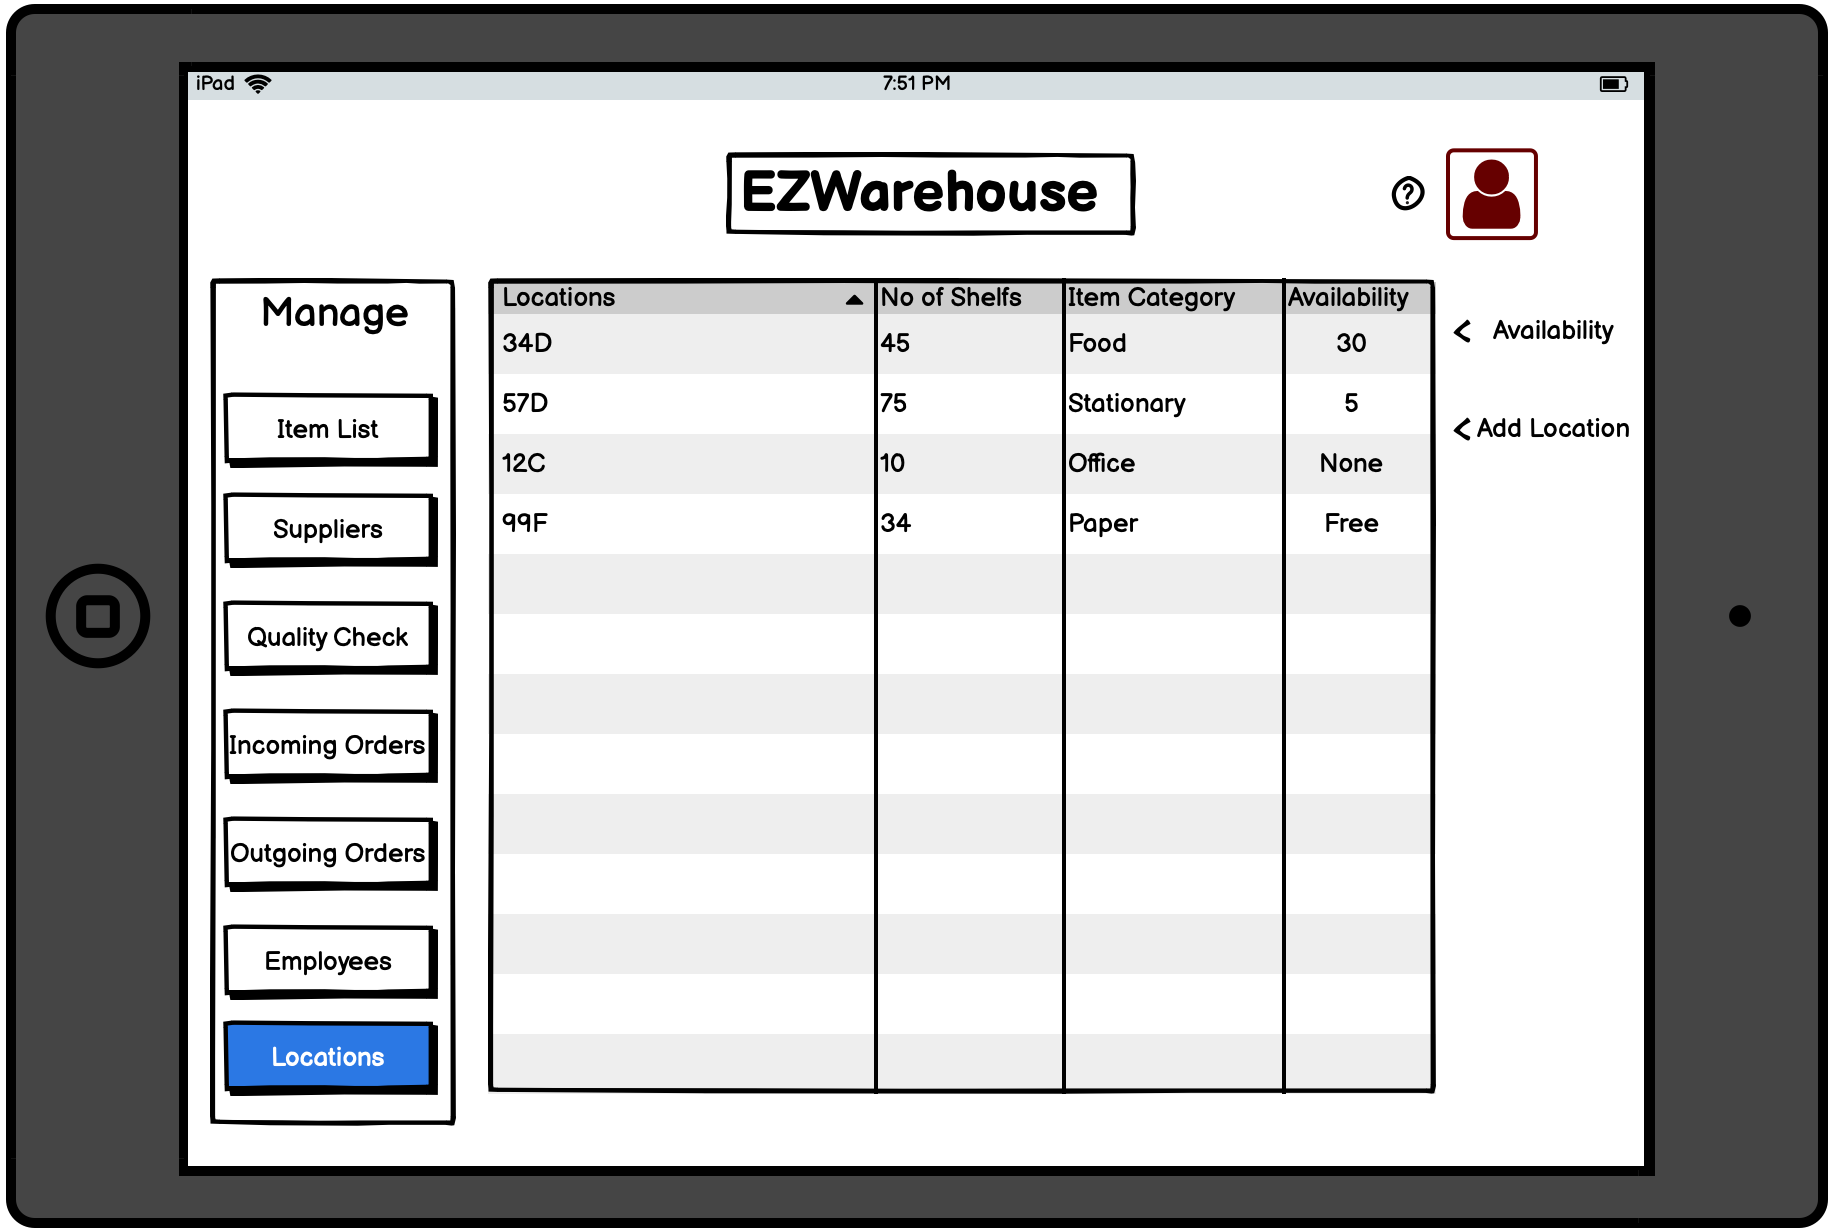 iPad 7:51 PM
EZWarehouse
?
Manage
Item List
Suppliers
Quality Check
Incoming Orders
Outgoing Orders
Employees
Locations
Locations No of Shelfs Item Category Availability
34D 45 Food 30
57D 75 Stationary 5
12C 10 Office None
99F 34 Paper Free
< Availability
< Add Location